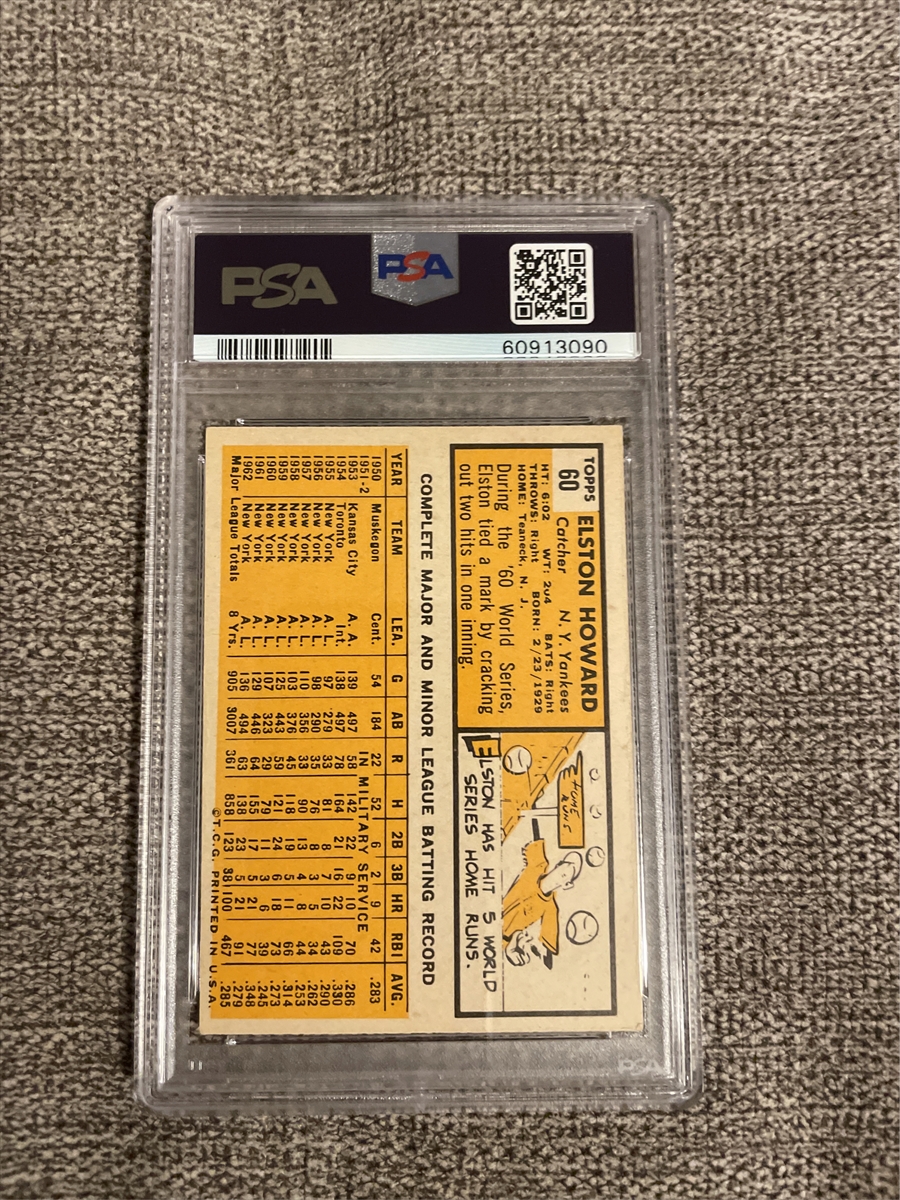 PSA
PSA
60913090
TOPPS
60
ELSTON HOWARD
Catcher N. Y. Yankees
HT: 6:02 WT: 204 BATS: Right
THROWS: Right BORN: 2/23/1929
HOME: Teaneck, N. J.
During the '60 World Series,
Elston tied a mark by cracking
out two hits in one inning.
HOME RUNS
ELSTON HAS HIT 5 WORLD
SERIES HOME RUNS.
COMPLETE MAJOR AND MINOR LEAGUE BATTING RECORD
YEAR TEAM LEA. G AB R H 2B 3B HR RBI AVG.
1950 Muskegon Cent. 54 184 22 52 6 2 9 42 .283
1951-2 IN MILITARY SERVICE
1953 Kansas City A. A. 139 497 58 142 22 9 10 70 .286
1954 Toronto Int. 138 497 78 164 21 16 22 109 .330
1955 New York A. L. 97 279 33 81 8 7 10 43 .290
1956 New York A. L. 98 290 35 76 8 3 5 34 .262
1957 New York A. L. 110 356 33 90 13 4 8 44 .253
1958 New York A. L. 103 376 45 118 19 5 11 66 .314
1959 New York A. L. 125 443 59 121 24 6 18 73 .273
1960 New York A. L. 107 323 29 79 11 3 6 39 .245
1961 New York A. L. 129 446 64 155 17 5 21 77 .348
1962 New York A. L. 136 494 63 138 23 5 21 91 .279
Major League Totals 8 Yrs. 905 3007 361 858 123 38 100 467 .285
©T.C.G. PRINTED IN U.S.A.
PSA